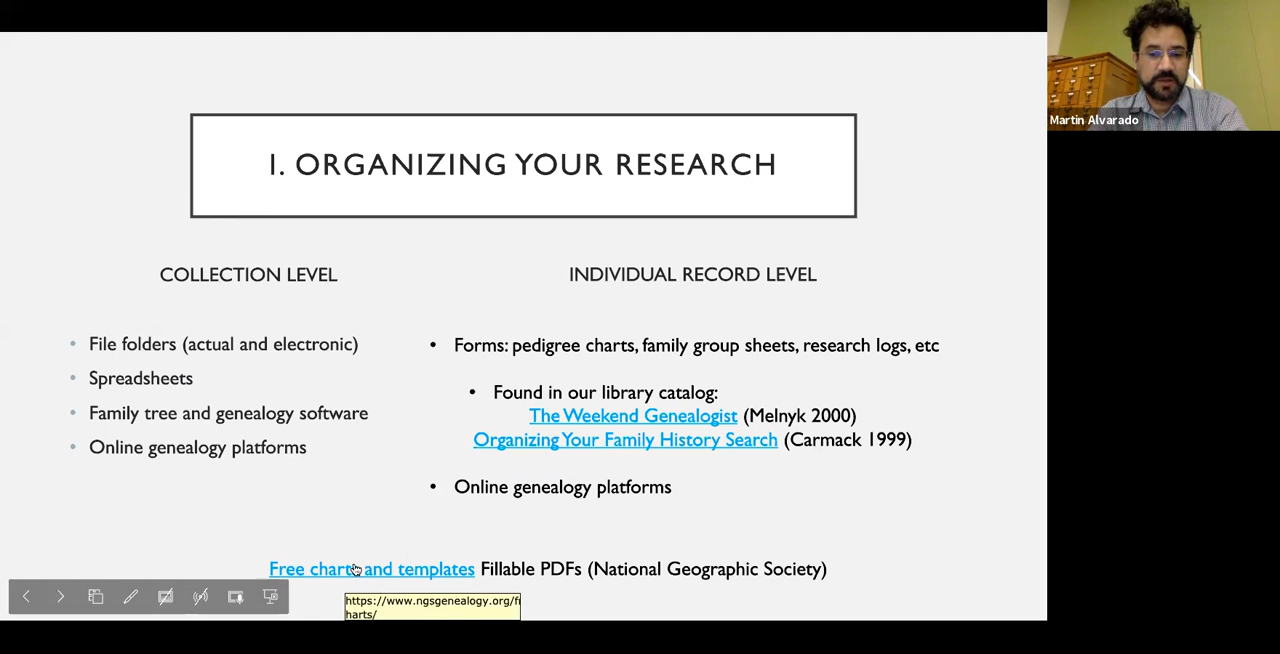 Martin Alvarado
I. ORGANIZING YOUR RESEARCH
COLLECTION LEVEL
• File folders (actual and electronic)
• Spreadsheets
• Family tree and genealogy software
• Online genealogy platforms
INDIVIDUAL RECORD LEVEL
• Forms: pedigree charts, family group sheets, research logs, etc
• Found in our library catalog:
The Weekend Genealogist (Melnyk 2000)
Organizing Your Family History Search (Carmack 1999)
• Online genealogy platforms
Free charts and templates Fillable PDFs (National Geographic Society)
https://www.ngsgenealogy.org/fr
harts/